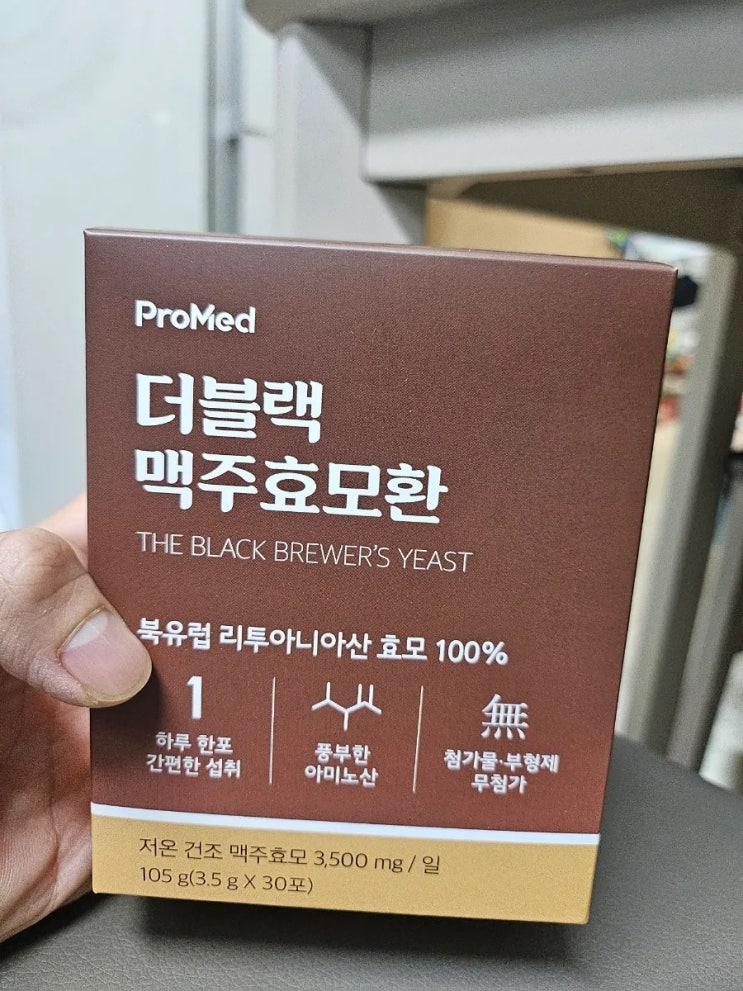 ProMed
더블랙
맥주효모환
THE BLACK BREWER'S YEAST
북유럽 리투아니아산 효모 100%
1
하루 한포
간편한 섭취
풍부한
아미노산
無
첨가물·부형제
무첨가
저온 건조 맥주효모 3,500 mg / 일
105 g(3.5 g X 30포)